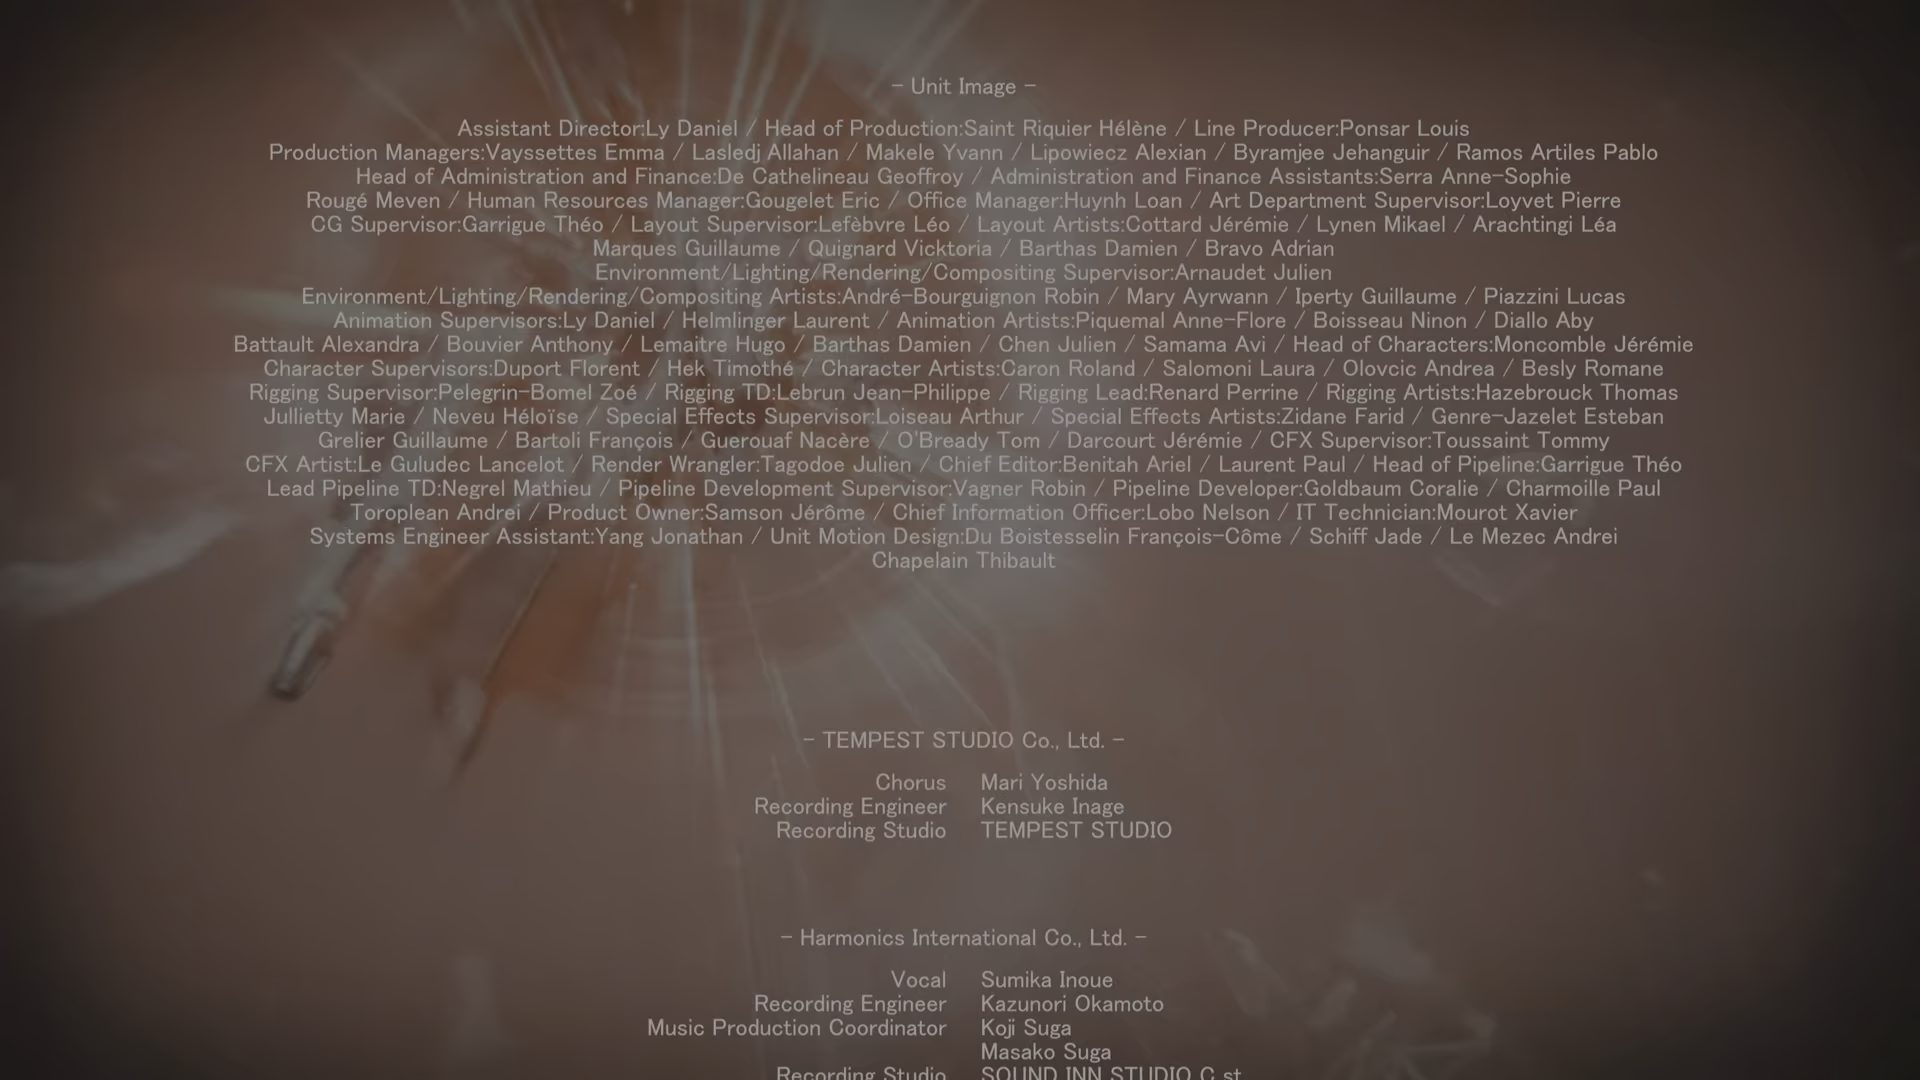 - Unit Image -
Assistant Director:Ly Daniel / Head of Production:Saint Riquier Hélène / Line Producer:Ponsar Louis
Production Managers:Vayssettes Emma / Lasledj Allahan / Makele Yvann / Lipowiecz Alexian / Byramjee Jehanguir / Ramos Artiles Pablo
Head of Administration and Finance:De Cathelineau Geoffroy / Administration and Finance Assistants:Serra Anne-Sophie
Rougé Meven / Human Resources Manager:Gougelet Eric / Office Manager:Huynh Loan / Art Department Supervisor:Loyvet Pierre
CG Supervisor:Garrigue Théo / Layout Supervisor:Lefèbvre Léo / Layout Artists:Cottard Jérémie / Lynen Mikael / Arachtingi Léa
Marques Guillaume / Quignard Vicktoria / Barthas Damien / Bravo Adrian
Environment/Lighting/Rendering/Compositing Supervisor:Arnaudet Julien
Environment/Lighting/Rendering/Compositing Artists:André-Bourguignon Robin / Mary Ayrwann / Iperty Guillaume / Piazzini Lucas
Animation Supervisors:Ly Daniel / Helmlinger Laurent / Animation Artists:Piquemal Anne-Flore / Boisseau Ninon / Diallo Aby
Battault Alexandra / Bouvier Anthony / Lemaitre Hugo / Barthas Damien / Chen Julien / Samama Avi / Head of Characters:Moncomble Jérémie
Character Supervisors:Duport Florent / Hek Timothé / Character Artists:Caron Roland / Salomoni Laura / Olovcic Andrea / Besly Romane
Rigging Supervisor:Pelegrin-Bomel Zoé / Rigging TD:Lebrun Jean-Philippe / Rigging Lead:Renard Perrine / Rigging Artists:Hazebrouck Thomas
Jullietty Marie / Neveu Héloïse / Special Effects Supervisor:Loiseau Arthur / Special Effects Artists:Zidane Farid / Genre-Jazelet Esteban
Grelier Guillaume / Bartoli François / Guerouaf Nacère / O'Bready Tom / Darcourt Jérémie / CFX Supervisor:Toussaint Tommy
CFX Artist:Le Guludec Lancelot / Render Wrangler:Tagodoe Julien / Chief Editor:Benitah Ariel / Laurent Paul / Head of Pipeline:Garrigue Théo
Lead Pipeline TD:Negrel Mathieu / Pipeline Development Supervisor:Vagner Robin / Pipeline Developer:Goldbaum Coralie / Charmoille Paul
Toroplean Andrei / Product Owner:Samson Jérôme / Chief Information Officer:Lobo Nelson / IT Technician:Mourot Xavier
Systems Engineer Assistant:Yang Jonathan / Unit Motion Design:Du Boistesselin François-Côme / Schiff Jade / Le Mezec Andrei
Chapelain Thibault
- TEMPEST STUDIO Co., Ltd. -
Chorus Mari Yoshida
Recording Engineer Kensuke Inage
Recording Studio TEMPEST STUDIO
- Harmonics International Co., Ltd. -
Vocal Sumika Inoue
Recording Engineer Kazunori Okamoto
Music Production Coordinator Koji Suga
Masako Suga
Recording Studio SOUND INN STUDIO C st